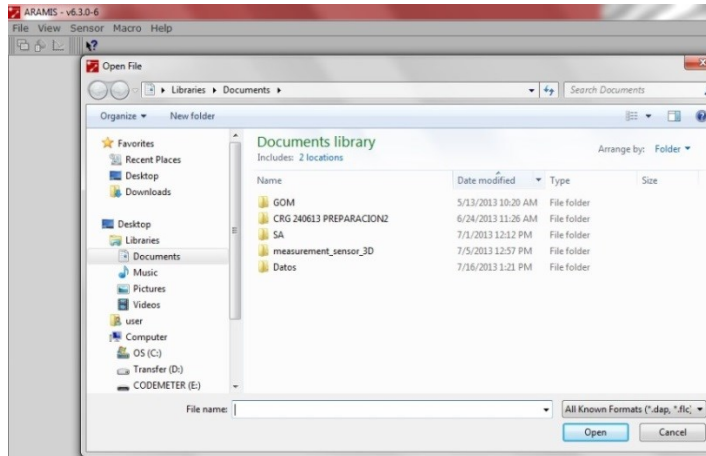 ARAMIS - v6.3.0-6
File View Sensor Macro Help
Open File
Libraries Documents
Search Documents
Organize New folder
Favorites
Recent Places
Desktop
Downloads
Desktop
Libraries
Documents
Music
Pictures
Videos
user
Computer
OS (C:)
Transfer (D:)
CODEMETER (E:)
Documents library
Includes: 2 locations
Arrange by: Folder
Name Date modified Type Size
GOM 5/13/2013 10:20 AM File folder
CRG 240613 PREPARACION2 6/24/2013 11:26 AM File folder
SA 7/1/2013 12:12 PM File folder
measurement_sensor_3D 7/5/2013 12:57 PM File folder
Datos 7/16/2013 1:21 PM File folder
File name:
All Known Formats (*.dap, *.flc,
Open Cancel